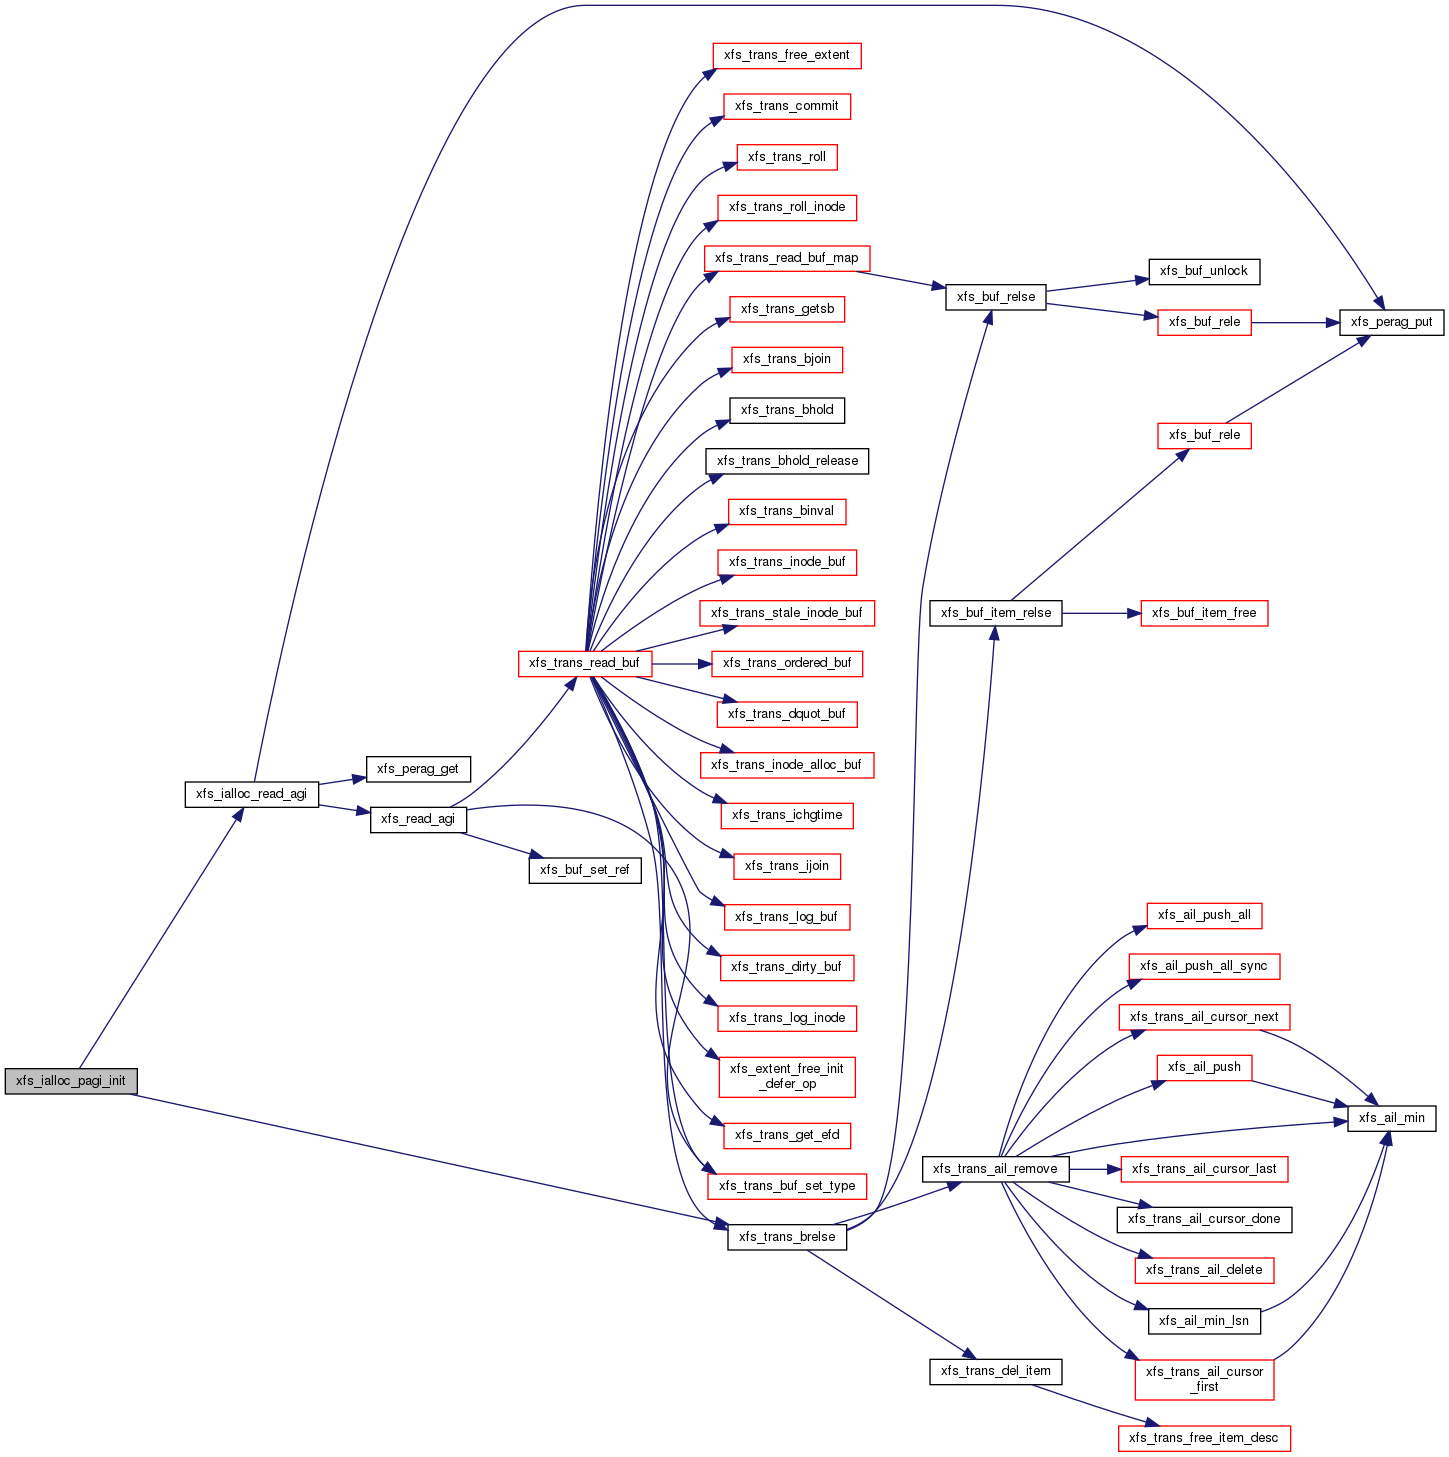 xfs_trans_free_extent
xfs_trans_commit
xfs_trans_roll
xfs_trans_roll_inode
xfs_trans_read_buf_map
xfs_buf_unlock
xfs_buf_relse
xfs_trans_getsb
xfs_buf_rele
xfs_perag_put
xfs_trans_bjoin
xfs_trans_bhold
xfs_buf_rele
xfs_trans_bhold_release
xfs_trans_binval
xfs_trans_inode_buf
xfs_trans_stale_inode_buf
xfs_buf_item_relse
xfs_buf_item_free
xfs_trans_read_buf
xfs_trans_ordered_buf
xfs_trans_dquot_buf
xfs_trans_inode_alloc_buf
xfs_perag_get
xfs_ialloc_read_agi
xfs_trans_ichgtime
xfs_read_agi
xfs_trans_ijoin
xfs_buf_set_ref
xfs_trans_log_buf
xfs_ail_push_all
xfs_trans_dirty_buf
xfs_ail_push_all_sync
xfs_trans_log_inode
xfs_trans_ail_cursor_next
xfs_extent_free_init
_defer_op
xfs_ail_push
xfs_ialloc_pagi_init
xfs_ail_min
xfs_trans_get_efd
xfs_trans_ail_remove
xfs_trans_ail_cursor_last
xfs_trans_buf_set_type
xfs_trans_ail_cursor_done
xfs_trans_brelse
xfs_trans_ail_delete
xfs_ail_min_lsn
xfs_trans_del_item
xfs_trans_ail_cursor
_first
xfs_trans_free_item_desc